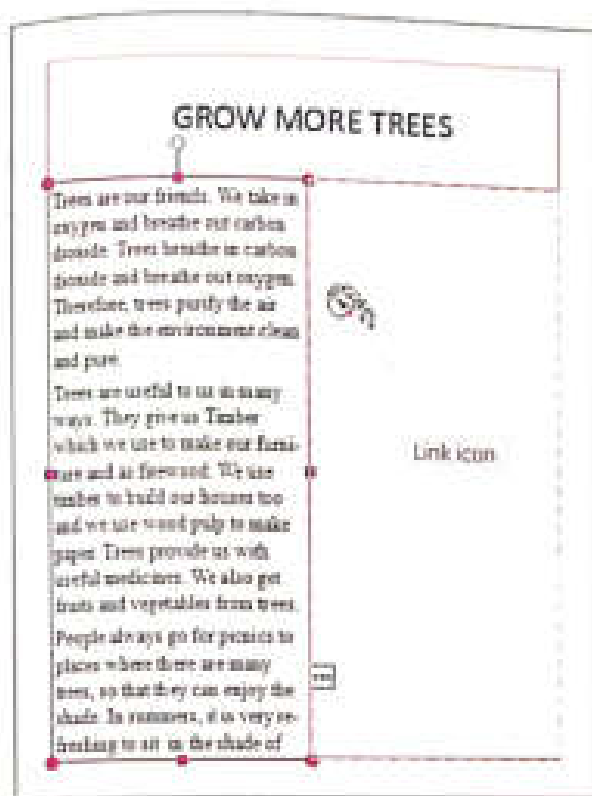 GROW MORE TREES
Trees are our friends. We take in
oxygen and breathe out carbon
dioxide. Trees breathe in carbon
dioxide and breathe out oxygen.
Therefore, trees purify the air
and make the environment clean
and pure.
Trees are useful to us in many
ways. They give us Timber
which we use to make our furni-
ture and as firewood. We use
timber to build our houses too
and we use wood pulp to make
paper. Trees provide us with
useful medicines. We also get
fruits and vegetables from trees.
People always go for picnics to
places where there are many
trees, so that they can enjoy the
shade. In summers, it is very re-
freshing to sit in the shade of
Link icon